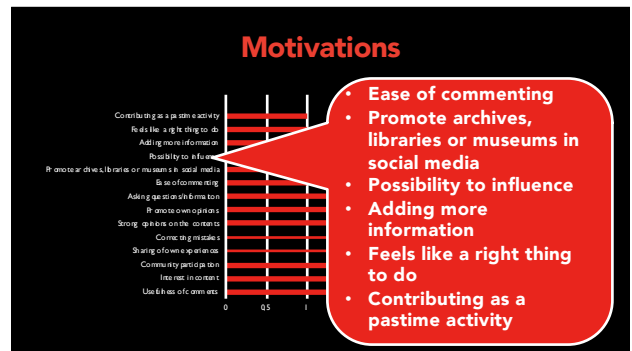 Motivations
Contributing as a pastime activity
Feels like a right thing to do
Adding more information
Possibilty to influence
Promote archives, libraries or museums in social media
Ease of commenting
Asking questions/information
Promote own opinions
Strong opinions on the contents
Correcting mistakes
Sharing of own experiences
Community participation
Interest in content
Usefulness of comments
0 0,5 1
• Ease of commenting
• Promote archives,
libraries or museums in
social media
• Possibility to influence
• Adding more
information
• Feels like a right thing
to do
• Contributing as a
pastime activity